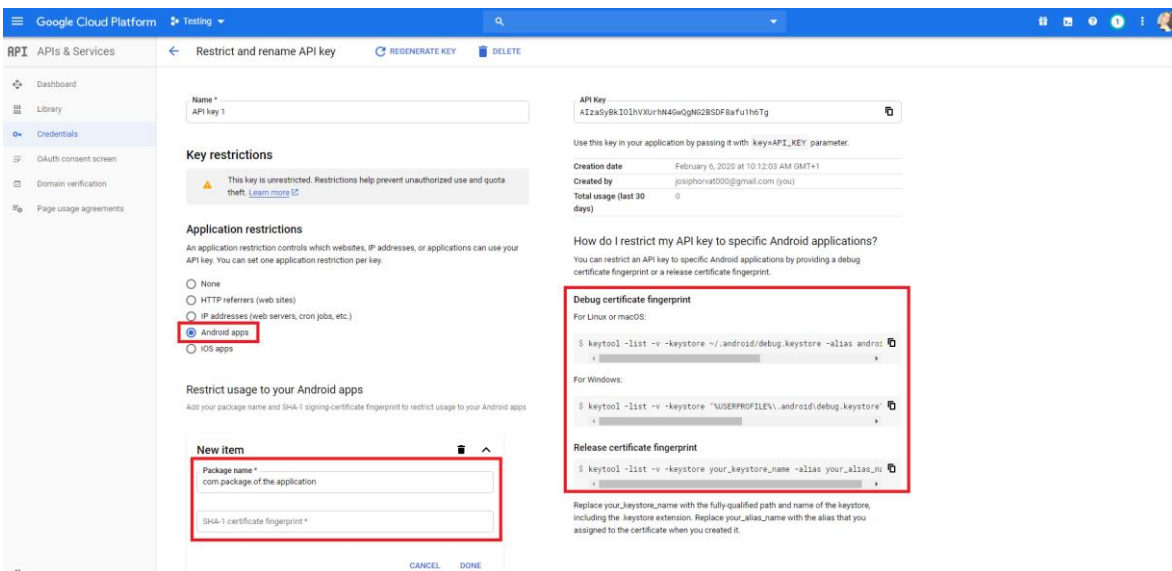 Google Cloud Platform
Testing
1
API APIs & Services
Restrict and rename API key
REGENERATE KEY
DELETE
Dashboard
Library
Credentials
OAuth consent screen
Domain verification
Page usage agreements
Name *
API key 1
Key restrictions
This key is unrestricted. Restrictions help prevent unauthorized use and quota
theft. Learn more
Application restrictions
An application restriction controls which websites, IP addresses, or applications can use your
API key. You can set one application restriction per key.
None
HTTP referrers (web sites)
IP addresses (web servers, cron jobs, etc.)
Android apps
iOS apps
Restrict usage to your Android apps
Add your package name and SHA-1 signing-certificate fingerprint to restrict usage to your Android apps
New item
Package name *
com.package.of.the.application
SHA-1 certificate fingerprint *
CANCEL DONE
API Key
Use this key in your application by passing it with key=API_KEY parameter.
Creation date February 6, 2020 at 10:12:03 AM GMT+1
Created by josiphorvat000@gmail.com (you)
Total usage (last 30 0
days)
How do I restrict my API key to specific Android applications?
You can restrict an API key to specific Android applications by providing a debug
certificate fingerprint or a release certificate fingerprint.
Debug certificate fingerprint
For Linux or macOS:
$ keytool -list -v -keystore ~/.android/debug.keystore -alias
For Windows:
$ keytool -list -v -keystore "%USERPROFILE%\.android\debug.keystore"
Release certificate fingerprint
$ keytool -list -v -keystore your_keystore_name -alias
Replace your_keystore_name with the fully-qualified path and name of the keystore,
including the .keystore extension. Replace your_alias_name with the alias that you
assigned to the certificate when you created it.